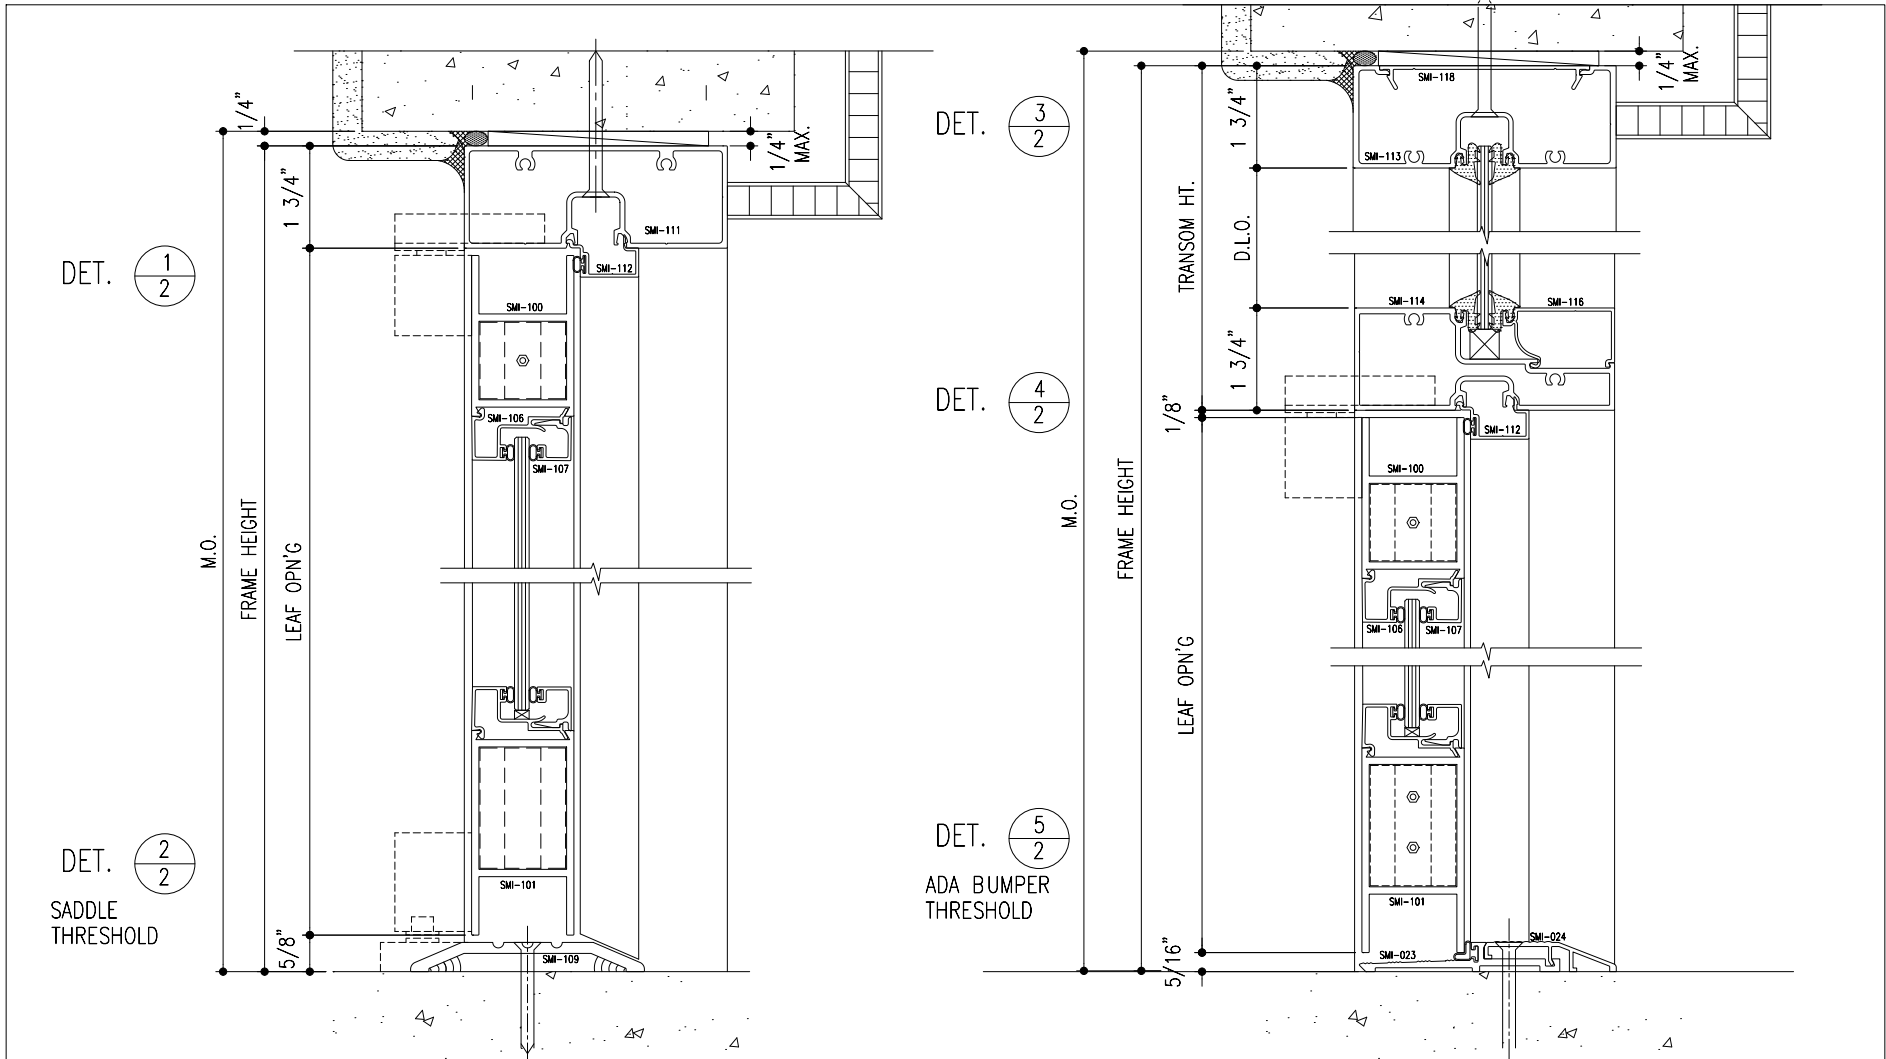 1/4"
1/4"
MAX.
1 3/4"
SMI-111
SMI-112
DET.
1
2
SMI-100
SMI-106
SMI-107
M.O.
FRAME HEIGHT
LEAF OPN'G
DET.
2
2
SADDLE
THRESHOLD
SMI-101
5/8"
SMI-109
1/4"
MAX.
SMI-118
DET.
3
2
1 3/4"
SMI-113
TRANSOM HT.
D.L.O.
SMI-114
SMI-116
1 3/4"
DET.
4
2
1/8"
SMI-112
SMI-100
M.O.
FRAME HEIGHT
SMI-106
SMI-107
LEAF OPN'G
DET.
5
2
ADA BUMPER
THRESHOLD
SMI-101
SMI-024
SMI-023
5/16"